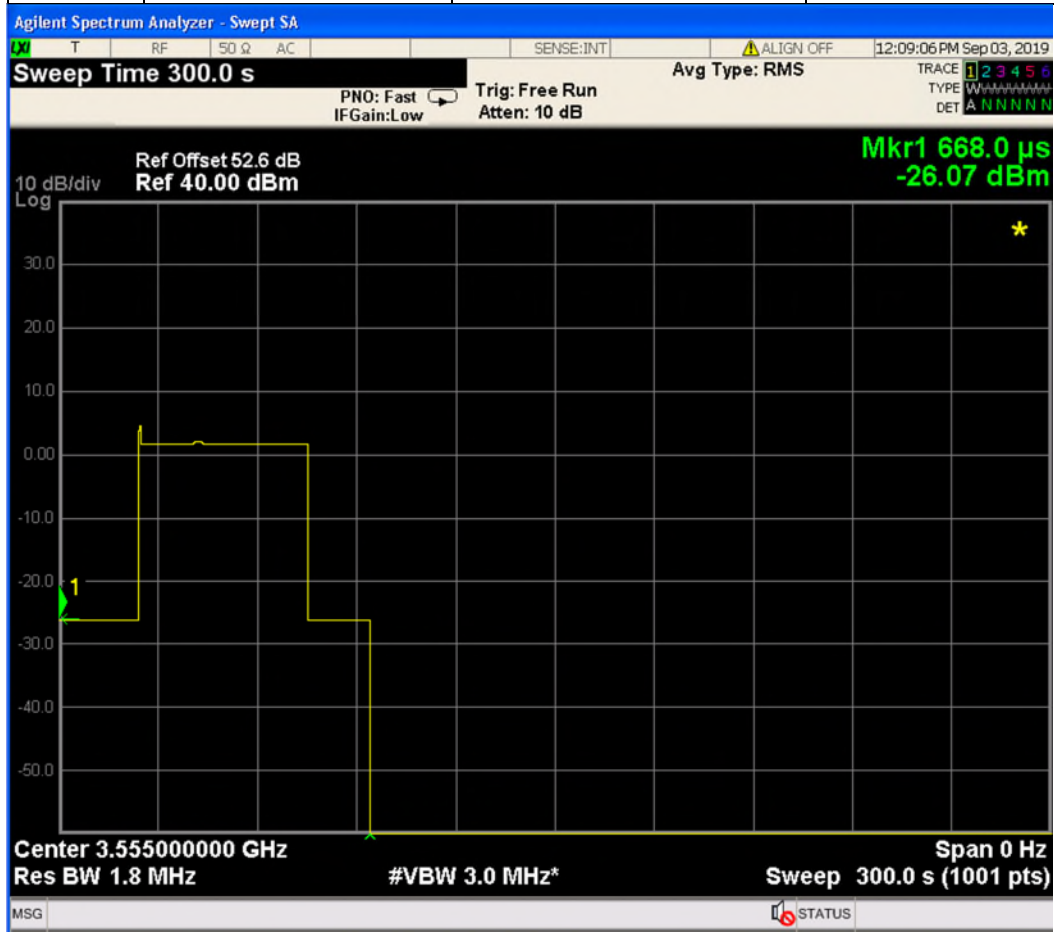 Agilent Spectrum Analyzer - Swept SA
LXI T RF 50 Ω AC SENSE:INT ALIGN OFF 12:09:06 PM Sep 03, 2019
Sweep Time 300.0 s
PNO: Fast
IFGain:Low
Trig: Free Run
Atten: 10 dB
Avg Type: RMS
TRACE 1 2 3 4 5 6
TYPE W
DET A N N N N N
Mkr1 668.0 µs
-26.07 dBm
Ref Offset 52.6 dB
10 dB/div Ref 40.00 dBm
Log
30.0
20.0
10.0
0.00
-10.0
-20.0
1
-30.0
-40.0
-50.0
*
Center 3.555000000 GHz Span 0 Hz
Res BW 1.8 MHz #VBW 3.0 MHz* Sweep 300.0 s (1001 pts)
MSG STATUS